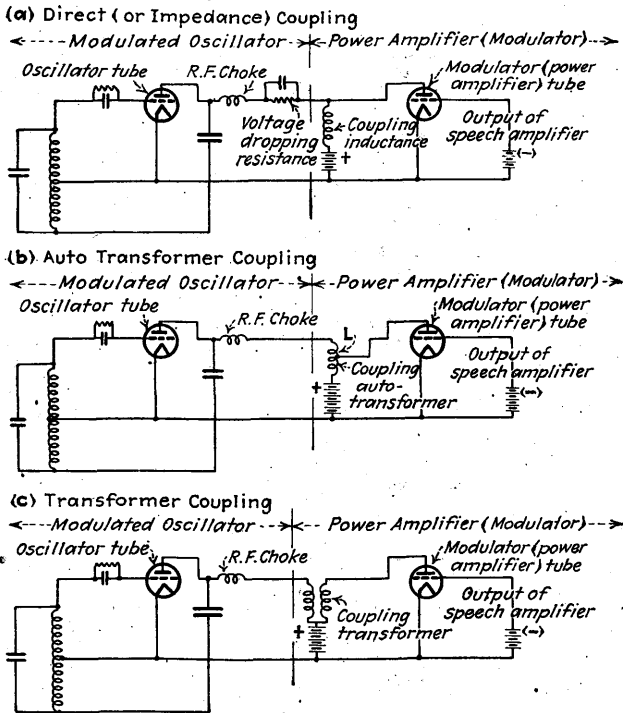 (a) Direct (or Impedance) Coupling
Modulated Oscillator
Power Amplifier (Modulator)
Oscillator tube
R.F. Choke
Modulator (power
amplifier) tube
Voltage
dropping
resistance
Coupling
inductance
+
Output of
speech amplifier
(-)
(b) Auto Transformer Coupling
Modulated Oscillator
Power Amplifier (Modulator)
Oscillator tube
R.F. Choke
L
Modulator (power
amplifier) tube
+
Coupling
auto-
transformer
Output of
speech amplifier
(-)
(c) Transformer Coupling
Modulated Oscillator
Power Amplifier (Modulator)
Oscillator tube
R.F. Choke
Modulator (power
amplifier) tube
+
Coupling
transformer
Output of
speech amplifier
(-)